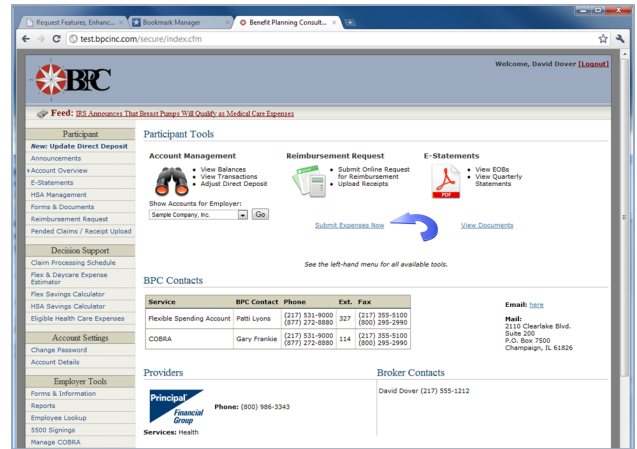 Request Features, Enhanc...
Bookmark Manager
Benefit Planning Consult...
test.bpcinc.com/secure/index.cfm
Welcome, David Dover [Logout]
BPC
Feed: IRS Announces That Breast Pumps Will Qualify as Medical Care Expenses
Participant
New: Update Direct Deposit
Announcements
Account Overview
E-Statements
HSA Management
Forms & Documents
Reimbursement Request
Pended Claims / Receipt Upload
Decision Support
Claim Processing Schedule
Flex & Daycare Expense
Estimator
Flex Savings Calculator
HSA Savings Calculator
Eligible Health Care Expenses
Account Settings
Change Password
Account Details
Employer Tools
Forms & Information
Reports
Employee Lookup
5500 Signings
Manage COBRA
Participant Tools
Account Management
• View Balances
• View Transactions
• Adjust Direct Deposit
Show Accounts for Employer:
Sample Company, Inc.
Go
Reimbursement Request
• Submit Online Request
for Reimbursement
• Upload Receipts
Submit Expenses Now
E-Statements
PDF
• View EOBs
• View Quarterly
Statements
View Documents
See the left-hand menu for all available tools.
BPC Contacts
Service BPC Contact Phone Ext. Fax
Flexible Spending Account Patti Lyons (217) 531-9000 327 (217) 355-5100
(877) 272-8880 (800) 295-2990
COBRA Gary Frankie (217) 531-9000 114 (217) 355-5100
(877) 272-8880 (800) 295-2990
Email: here
Mail:
2110 Clearlake Blvd.
Suite 200
P.O. Box 7500
Champaign, IL 61826
Providers
Principal
Financial
Group
Phone: (800) 986-3343
Services: Health
Broker Contacts
David Dover (217) 555-1212